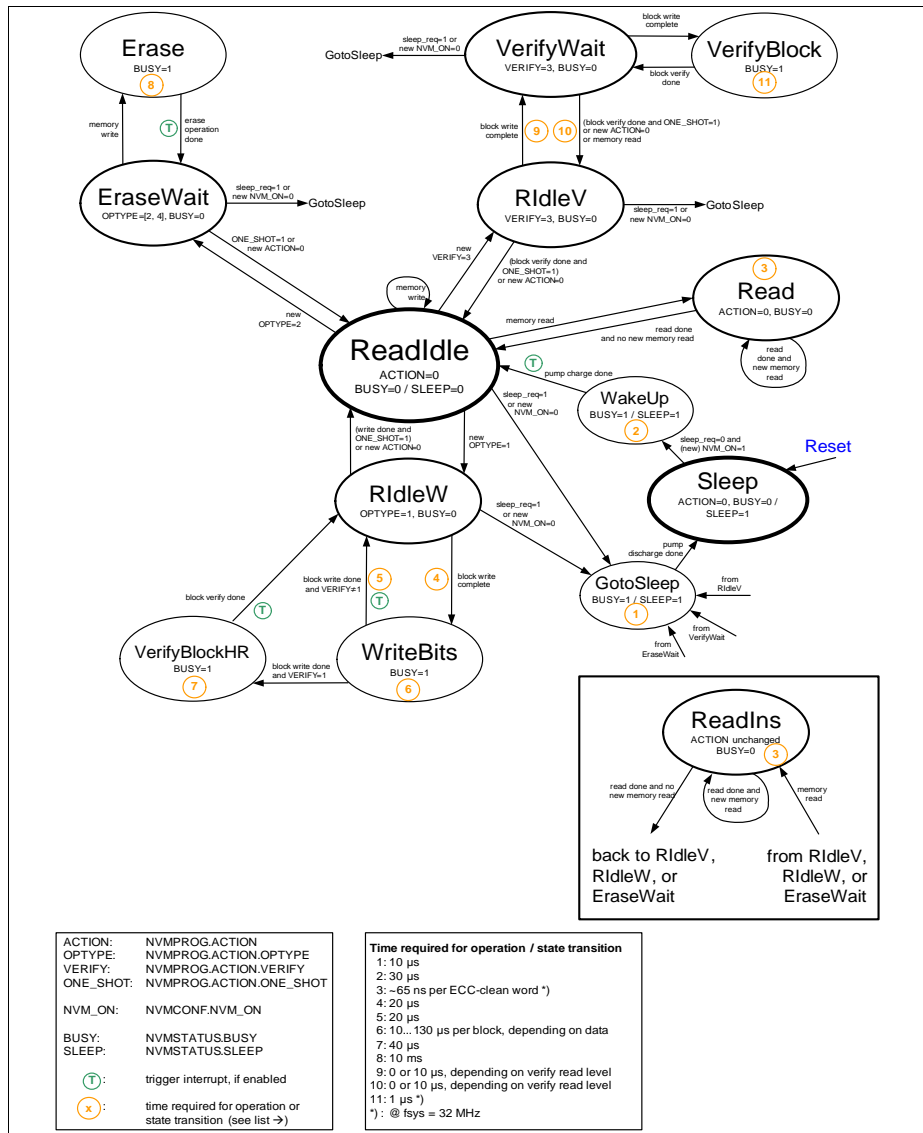 Erase
BUSY=1
8
memory
write
T
erase
operation
done
EraseWait
OPTYPE=[2, 4], BUSY=0
sleep_req=1 or
new NVM_ON=0
GotoSleep
ONE_SHOT=1 or
new ACTION=0
new
OPTYPE=2
sleep_req=1 or
new NVM_ON=0
GotoSleep
VerifyWait
VERIFY=3, BUSY=0
block write
complete
block verify
done
VerifyBlock
BUSY=1
11
block write
complete
9
10
(block verify done and ONE_SHOT=1)
or new ACTION=0
or memory read
RIdleV
VERIFY=3, BUSY=0
sleep_req=1 or
new NVM_ON=0
GotoSleep
new
VERIFY=3
(block verify done and
ONE_SHOT=1)
or new ACTION=0
memory
write
ReadIdle
ACTION=0
BUSY=0 / SLEEP=0
memory read
read done
and no new memory read
3
Read
ACTION=0, BUSY=0
read
done and
new memory
read
T
pump charge done
WakeUp
BUSY=1 / SLEEP=1
2
sleep_req=1
or new
NVM_ON=0
sleep_req=0 and
(new) NVM_ON=1
Reset
Sleep
ACTION=0, BUSY=0 /
SLEEP=1
(write done and
ONE_SHOT=1)
or new ACTION=0
new
OPTYPE=1
RIdleW
OPTYPE=1, BUSY=0
sleep_req=1
or new
NVM_ON=0
pump
discharge done
GotoSleep
BUSY=1 / SLEEP=1
1
from
RIdleV
from
VerifyWait
from
EraseWait
block verify done
T
block write done
and VERIFY≠1
5
T
4
block write
complete
VerifyBlockHR
BUSY=1
7
block write done
and VERIFY=1
WriteBits
BUSY=1
6
ReadIns
ACTION unchanged
BUSY=0
3
read done and no
new memory read
read done and
new memory
read
memory
read
back to RIdleV,
RIdleW, or
EraseWait
from RIdleV,
RIdleW, or
EraseWait
ACTION: NVMPROG.ACTION
OPTYPE: NVMPROG.ACTION.OPTYPE
VERIFY: NVMPROG.ACTION.VERIFY
ONE_SHOT: NVMPROG.ACTION.ONE_SHOT
NVM_ON: NVMCONF.NVM_ON
BUSY: NVMSTATUS.BUSY
SLEEP: NVMSTATUS.SLEEP
T : trigger interrupt, if enabled
x : time required for operation or
state transition (see list →)
Time required for operation / state transition
1: 10 µs
2: 30 µs
3: ~65 ns per ECC-clean word *)
4: 20 µs
5: 20 µs
6: 10... 130 µs per block, depending on data
7: 40 µs
8: 10 ms
9: 0 or 10 µs, depending on verify read level
10: 0 or 10 µs, depending on verify read level
11: 1 µs *)
*) : @ fsys = 32 MHz